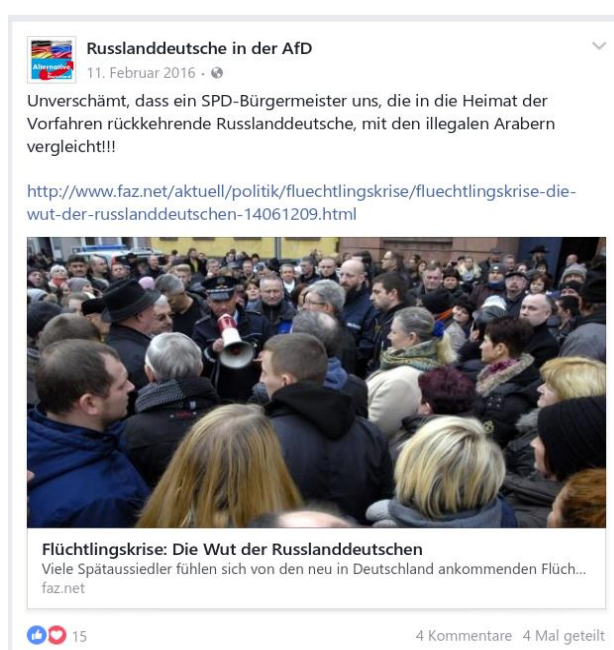 Alternative
Russlanddeutsche in der AfD
11. Februar 2016 ·
Unverschämt, dass ein SPD-Bürgermeister uns, die in die Heimat der
Vorfahren rückkehrende Russlanddeutsche, mit den illegalen Arabern
vergleicht!!!
http://www.faz.net/aktuell/politik/fluechtlingskrise/fluechtlingskrise-die-
wut-der-russlanddeutschen-14061209.html
Flüchtlingskrise: Die Wut der Russlanddeutschen
Viele Spätaussiedler fühlen sich von den neu in Deutschland ankommenden Flüch...
faz.net
15
4 Kommentare 4 Mal geteilt